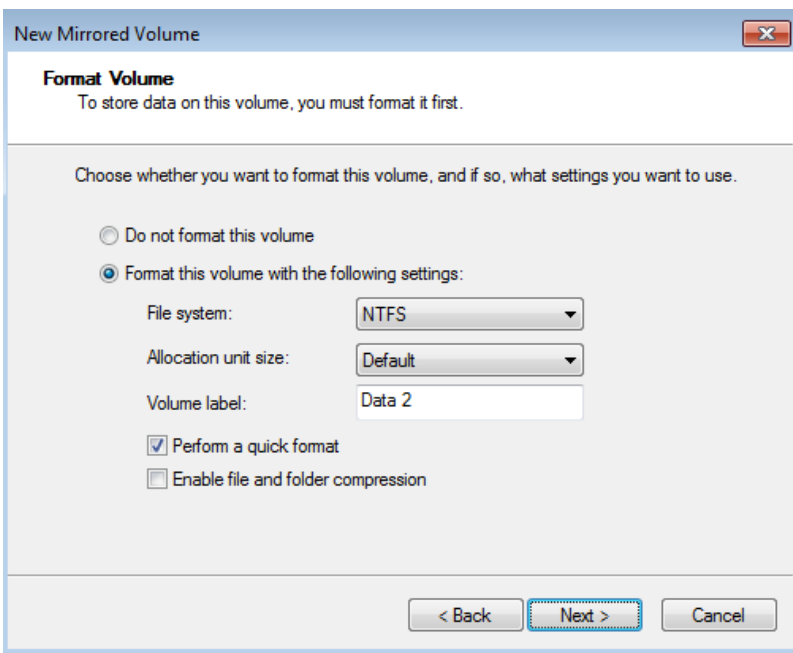 New Mirrored Volume
Format Volume
To store data on this volume, you must format it first.
Choose whether you want to format this volume, and if so, what settings you want to use.
Do not format this volume
Format this volume with the following settings:
File system: NTFS
Allocation unit size: Default
Volume label: Data 2
Perform a quick format
Enable file and folder compression
< Back Next > Cancel